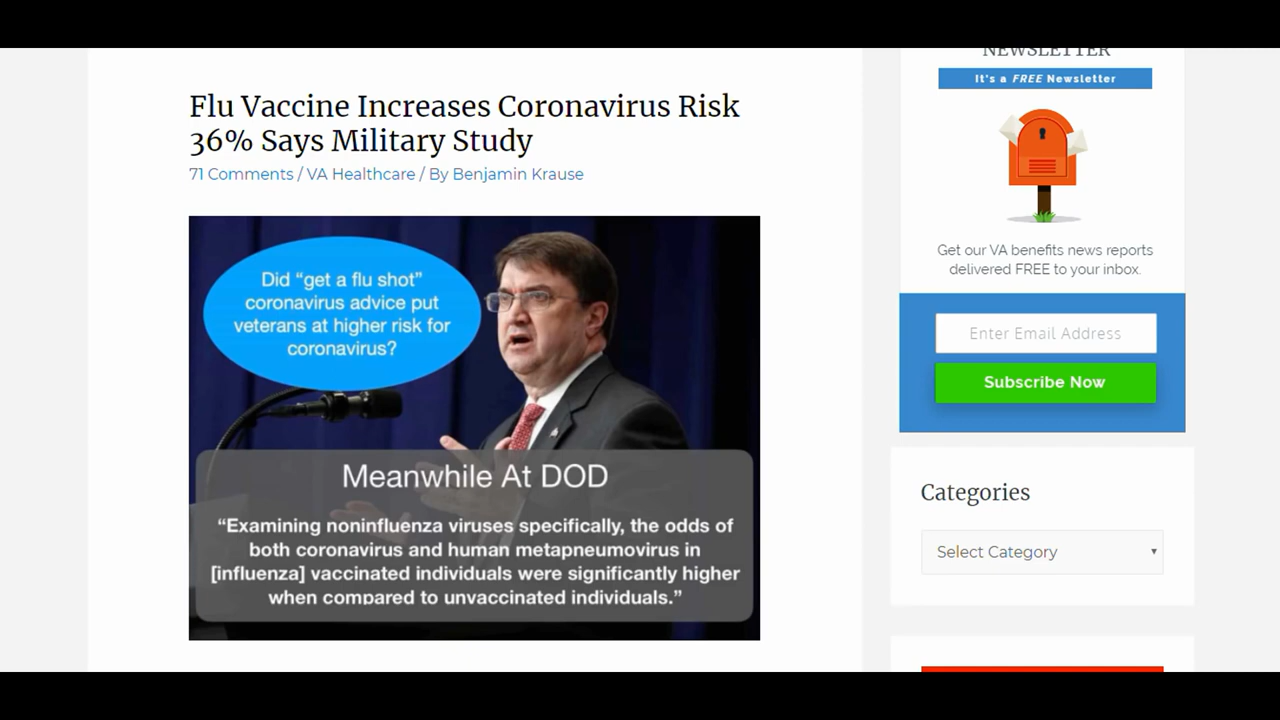 Flu Vaccine Increases Coronavirus Risk
36% Says Military Study
71 Comments / VA Healthcare / By Benjamin Krause
Did “get a flu shot”
coronavirus advice put
veterans at higher risk for
coronavirus?
Meanwhile At DOD
“Examining noninfluenza viruses specifically, the odds of
both coronavirus and human metapneumovirus in
[influenza] vaccinated individuals were significantly higher
when compared to unvaccinated individuals.”
NEWSLETTER
It's a FREE Newsletter
Get our VA benefits news reports
delivered FREE to your inbox.
Enter Email Address
Subscribe Now
Categories
Select Category